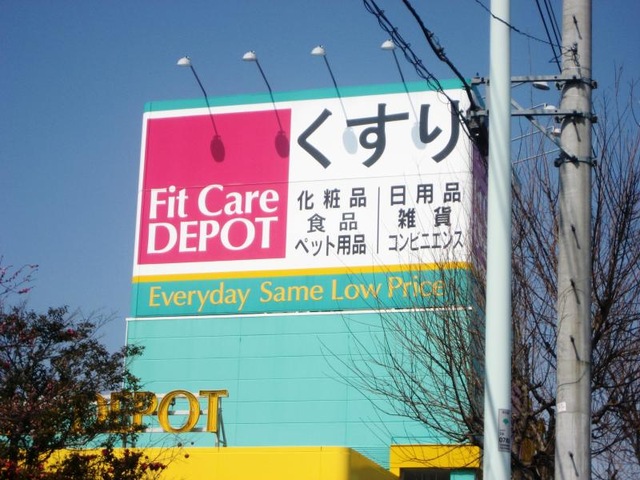 くすり
Fit Care
DEPOT
化粧品
食品
ペット用品
日用品
雑貨
コンビニエンス
Everyday Same Low Price
DEPOT